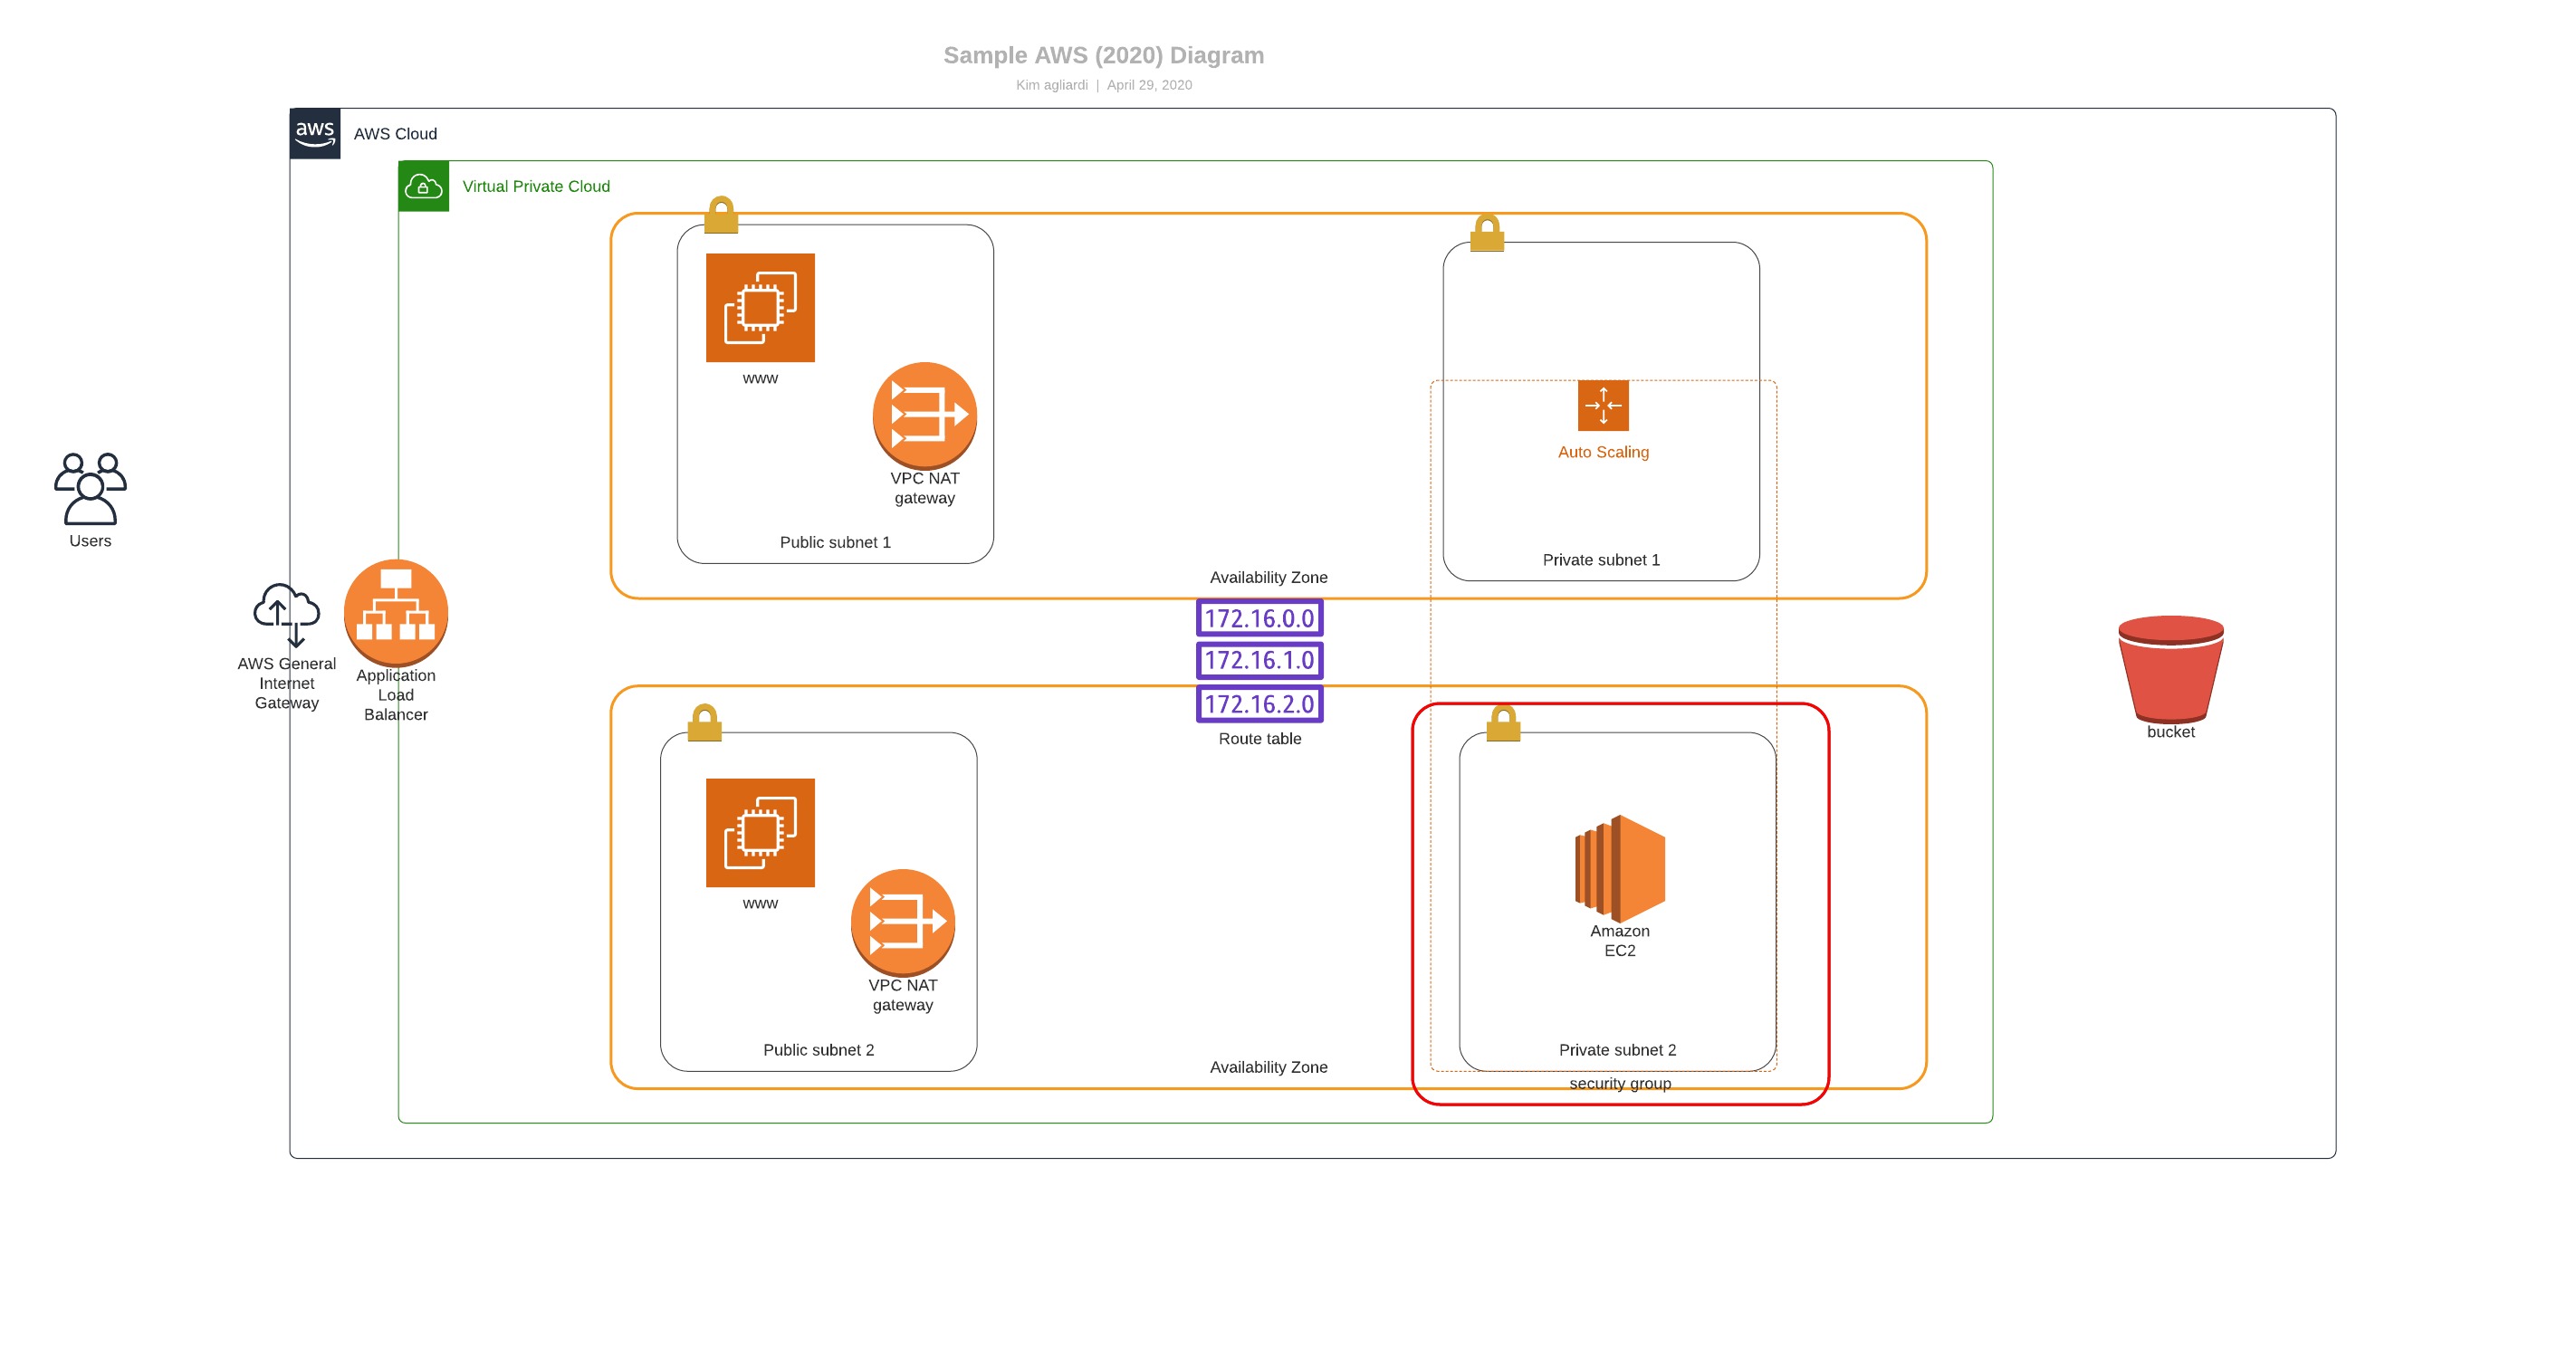 Sample AWS (2020) Diagram
Kim agliardi | April 29, 2020
aws
AWS Cloud
Virtual Private Cloud
www
VPC NAT
gateway
Public subnet 1
Auto Scaling
Private subnet 1
Availability Zone
Users
AWS General
Internet
Gateway
Application
Load
Balancer
172.16.0.0
172.16.1.0
172.16.2.0
Route table
bucket
www
VPC NAT
gateway
Public subnet 2
Amazon
EC2
Private subnet 2
Availability Zone
security group